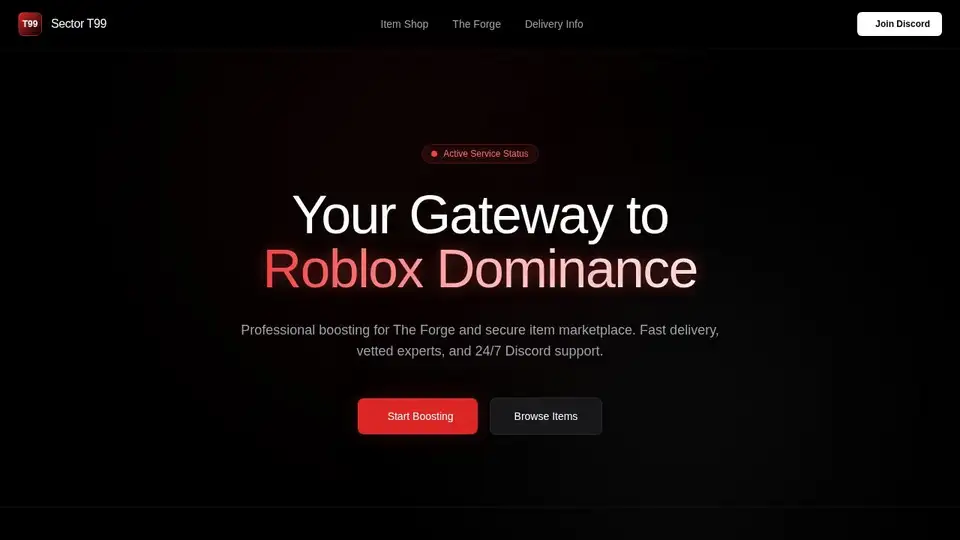 T99 Sector T99
Item Shop The Forge Delivery Info
Join Discord
Active Service Status
Your Gateway to
Roblox Dominance
Professional boosting for The Forge and secure item marketplace. Fast delivery,
vetted experts, and 24/7 Discord support.
Start Boosting Browse Items